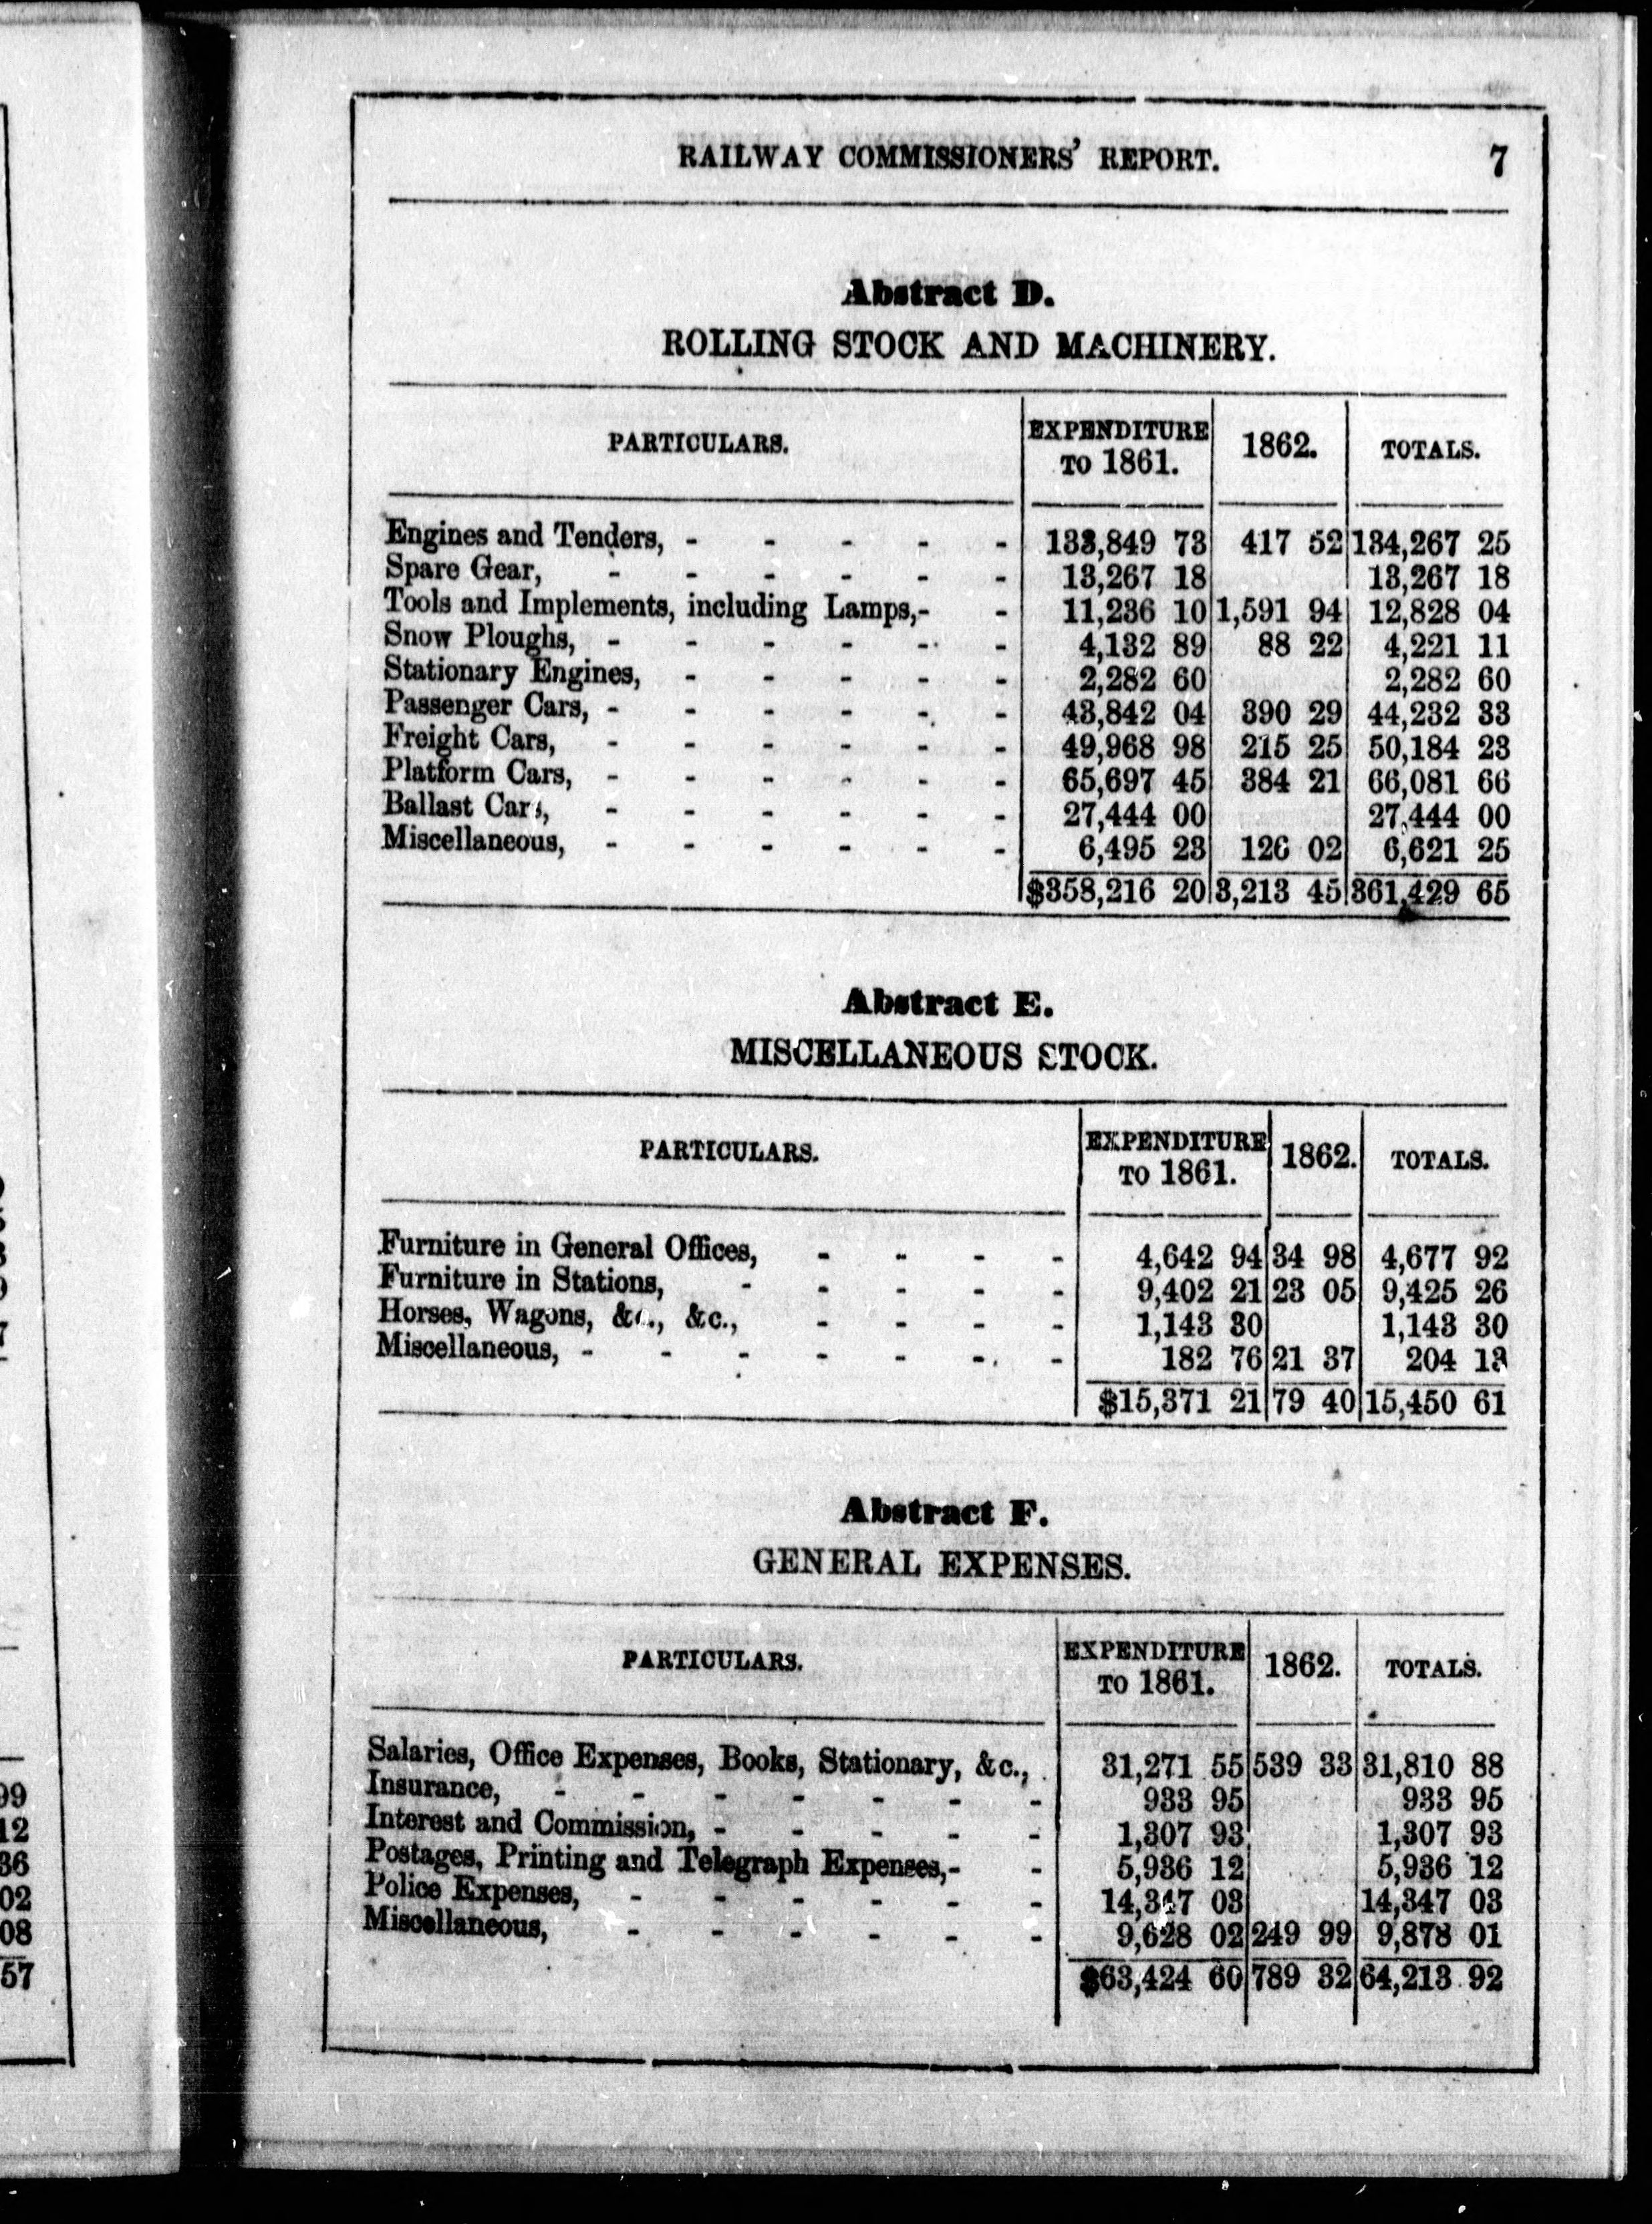 RAILWAY COMMISSIONERS' REPORT. 7
Abstract D.
ROLLING STOCK AND MACHINERY.
PARTICULARS. EXPENDITURE TO 1861. 1862. TOTALS.
Engines and Tenders, - - - - - 133,849 73 417 52 134,267 25
Spare Gear, - - - - - - 13,267 18 13,267 18
Tools and Implements, including Lamps,- - 11,236 10 1,591 94 12,828 04
Snow Ploughs, - - - - - - 4,132 89 88 22 4,221 11
Stationary Engines, - - - - - 2,282 60 2,282 60
Passenger Cars, - - - - - - 43,842 04 390 29 44,232 33
Freight Cars, - - - - - - 49,968 98 215 25 50,184 23
Platform Cars, - - - - - - 65,697 45 384 21 66,081 66
Ballast Cars, - - - - - - 27,444 00 27,444 00
Miscellaneous, - - - - - - 6,495 23 126 02 6,621 25
$358,216 20 3,213 45 361,429 65
Abstract E.
MISCELLANEOUS STOCK.
PARTICULARS. EXPENDITURE TO 1861. 1862. TOTALS.
Furniture in General Offices, - - - - 4,642 94 34 98 4,677 92
Furniture in Stations, - - - - - 9,402 21 23 05 9,425 26
Horses, Wagons, &c., &c., - - - - 1,143 30 1,143 30
Miscellaneous, - - - - - - - 182 76 21 37 204 13
$15,371 21 79 40 15,450 61
Abstract F.
GENERAL EXPENSES.
PARTICULARS. EXPENDITURE TO 1861. 1862. TOTALS.
Salaries, Office Expenses, Books, Stationary, &c., 31,271 55 539 33 31,810 88
Insurance, - - - - - - - 933 95 933 95
Interest and Commission, - - - - - 1,307 93 1,307 93
Postages, Printing and Telegraph Expenses,- - 5,936 12 5,936 12
Police Expenses, - - - - - - 14,347 03 14,347 03
Miscellaneous, - - - - - - 9,628 02 249 99 9,878 01
$63,424 60 789 32 64,213 92
99
12
36
02
08
57